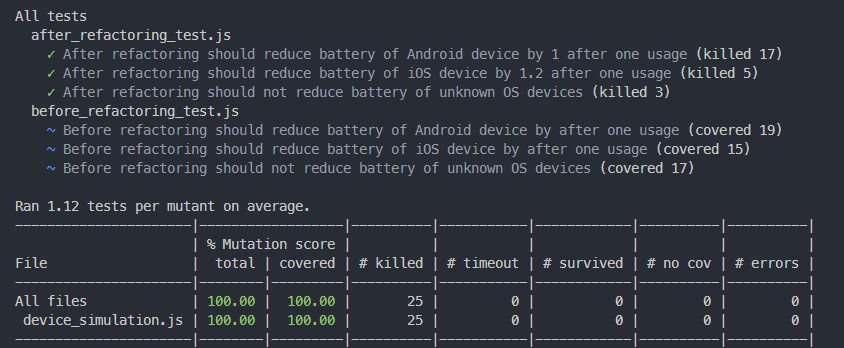 All tests
after_refactoring_test.js
✓ After refactoring should reduce battery of Android device by 1 after one usage (killed 17)
✓ After refactoring should reduce battery of iOS device by 1.2 after one usage (killed 5)
✓ After refactoring should not reduce battery of unknown OS devices (killed 3)
before_refactoring_test.js
~ Before refactoring should reduce battery of Android device by after one usage (covered 19)
~ Before refactoring should reduce battery of iOS device by after one usage (covered 15)
~ Before refactoring should not reduce battery of unknown OS devices (covered 17)
Ran 1.12 tests per mutant on average.
---------------------|------------------|----------|-----------|------------|----------|----------|
| % Mutation score | | | | | |
File | total | covered | # killed | # timeout | # survived | # no cov | # errors |
---------------------|--------|---------|----------|-----------|------------|----------|----------|
All files | 100.00 | 100.00 | 25 | 0 | 0 | 0 | 0 |
device_simulation.js | 100.00 | 100.00 | 25 | 0 | 0 | 0 | 0 |
---------------------|--------|---------|----------|-----------|------------|----------|----------|